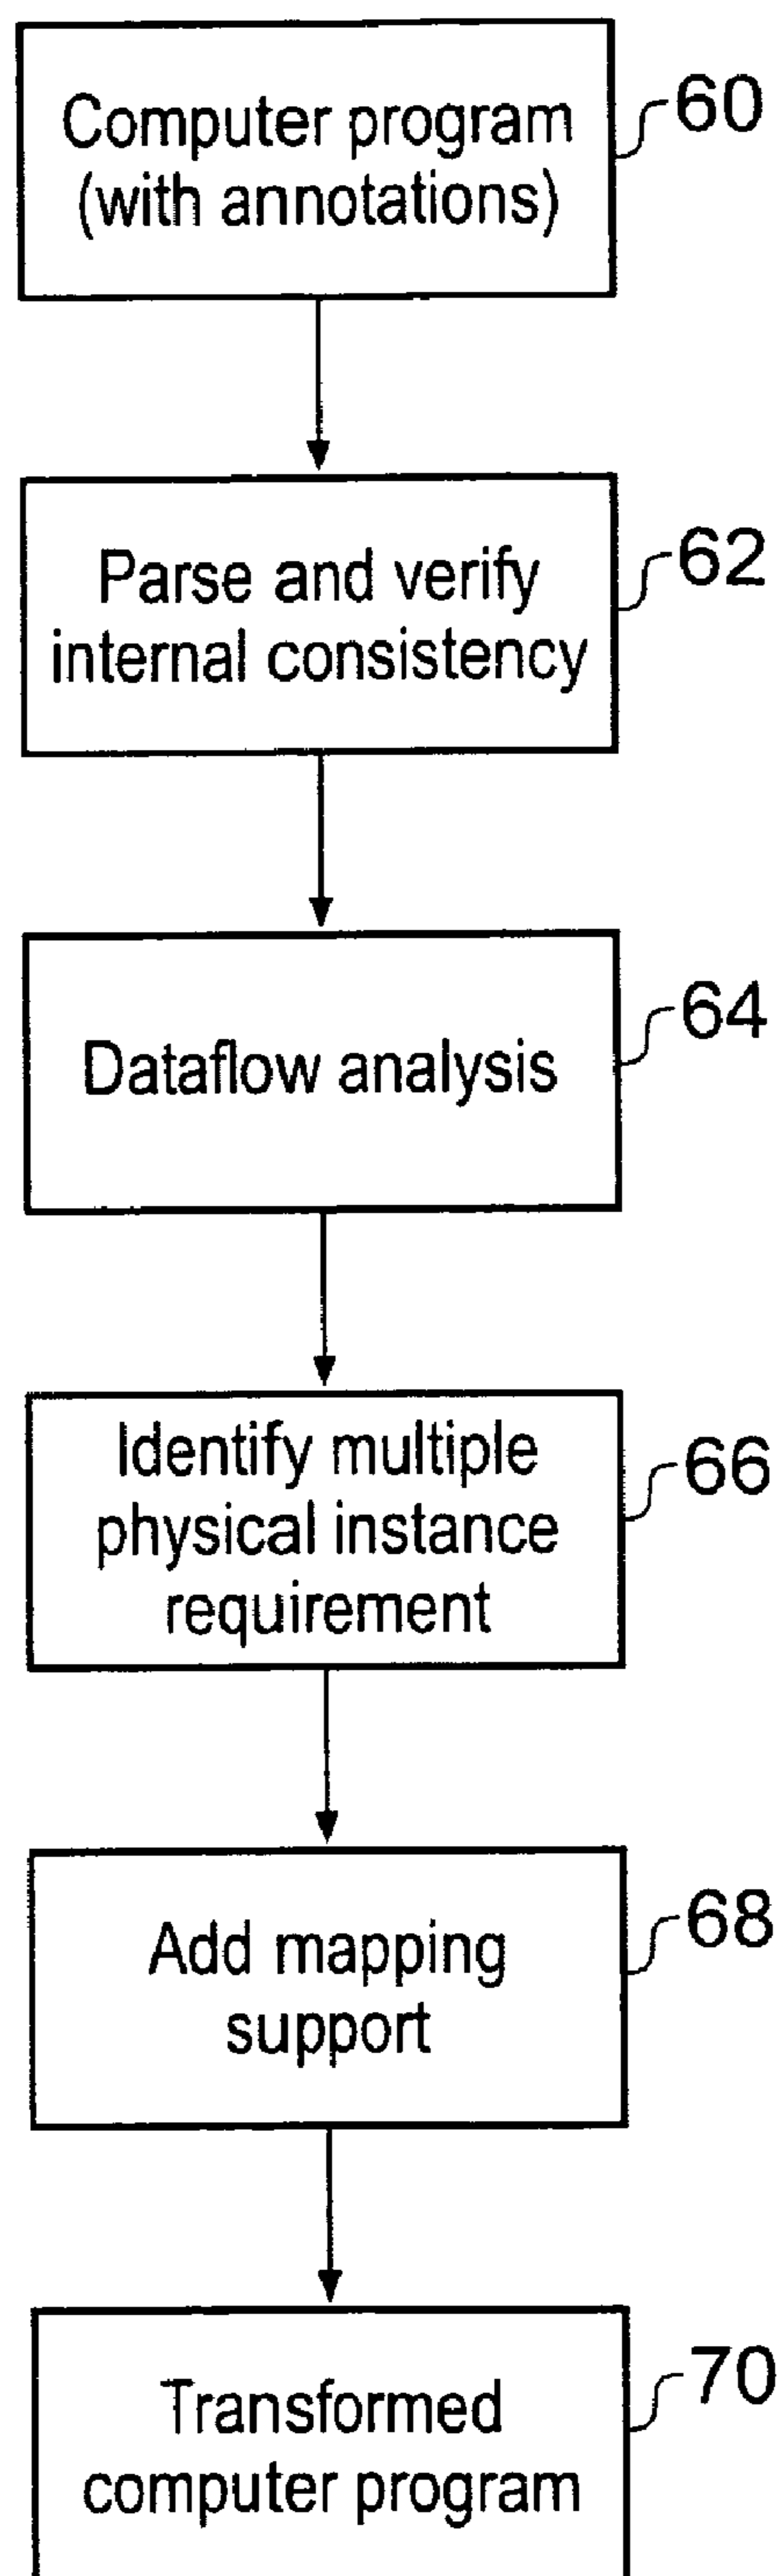 Computer program
(with annotations)
60
Parse and verify
internal consistency
62
Dataflow analysis
64
Identify multiple
physical instance
requirement
66
Add mapping
support
68
Transformed
computer program
70